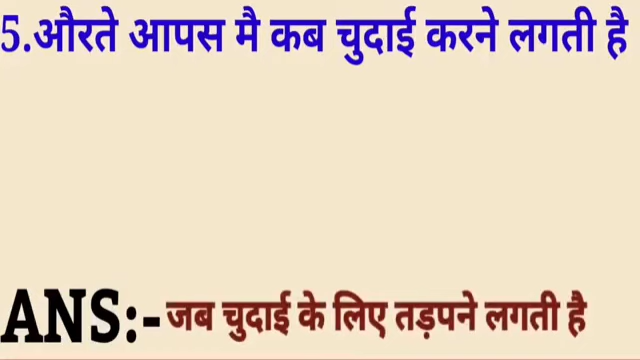 5.औरते आपस मै कब चुदाई करने लगती है
ANS:-जब चुदाई के लिए तड़पने लगती है